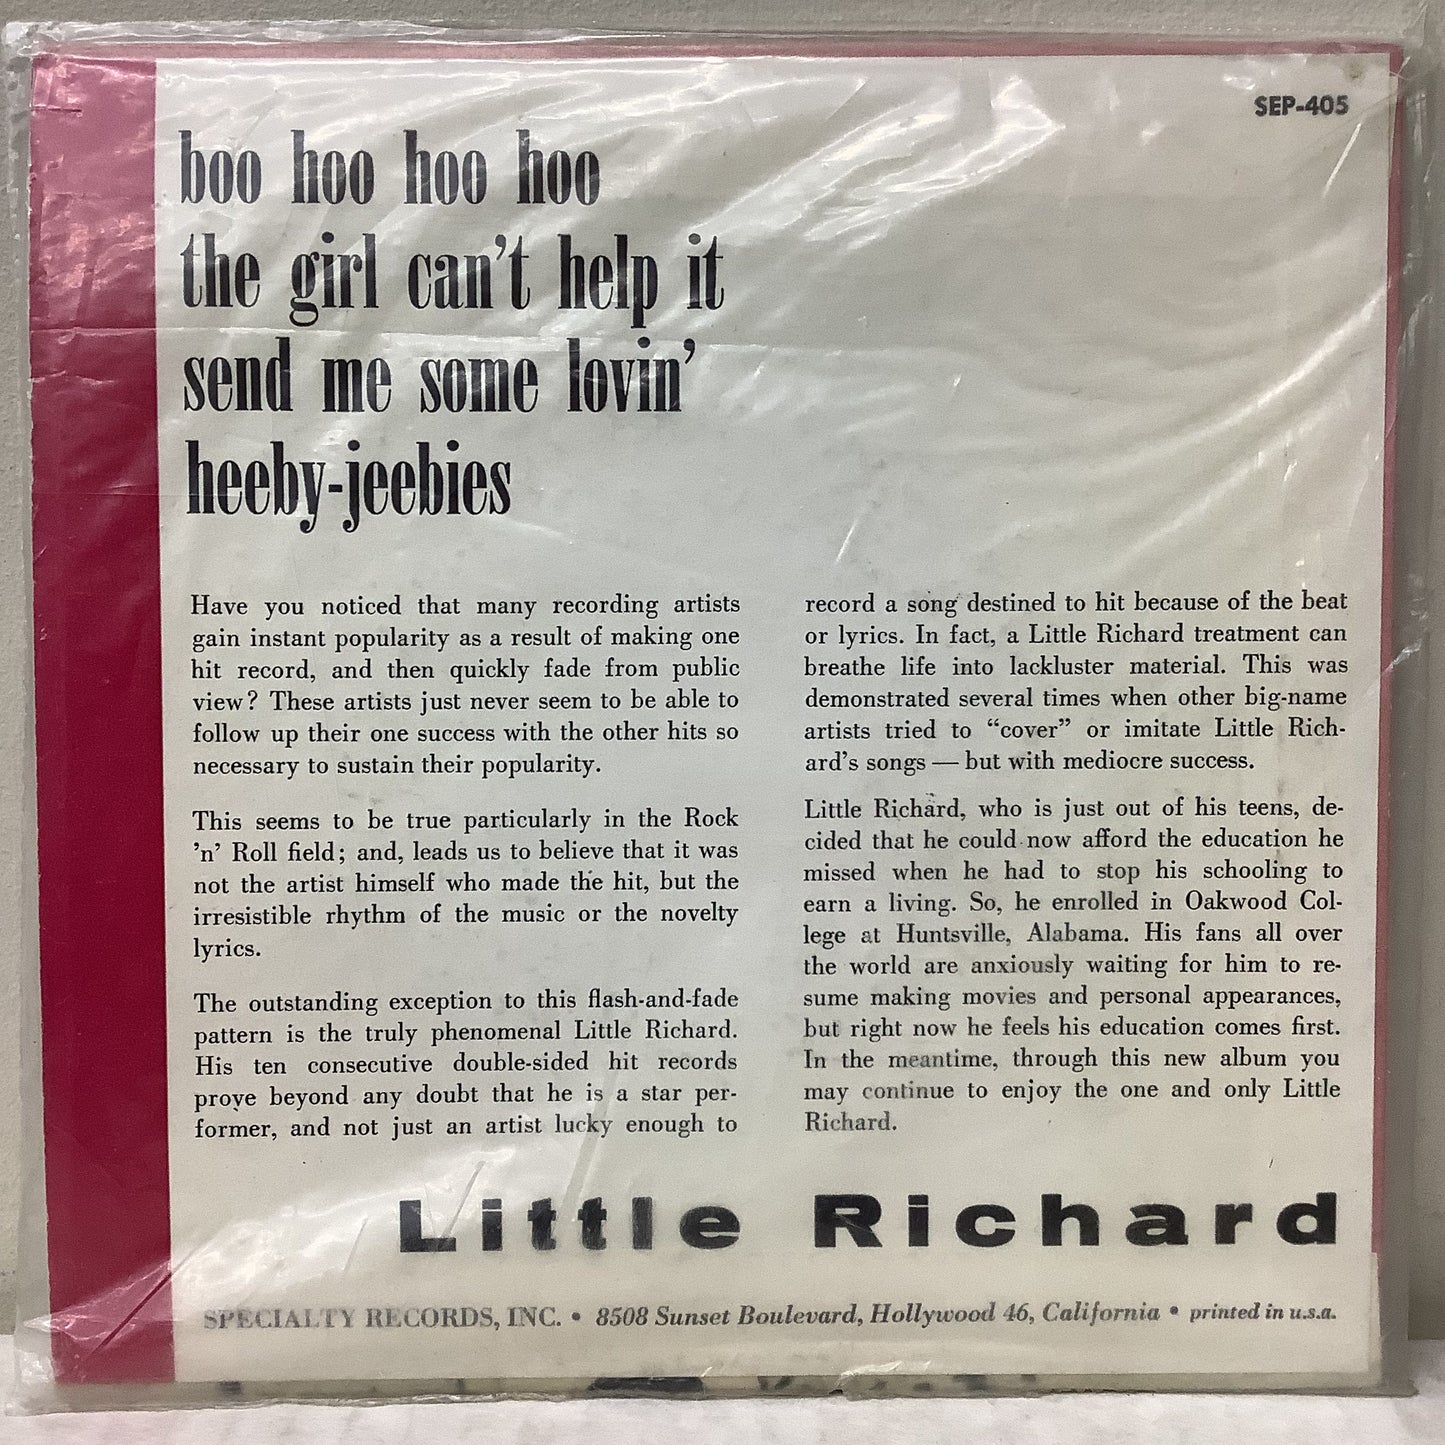 SEP-405
boo hoo hoo hoo
the girl can't help it
send me some lovin'
heeby-jeebies
Have you noticed that many recording artists
gain instant popularity as a result of making one
hit record, and then quickly fade from public
view? These artists just never seem to be able to
follow up their one success with the other hits so
necessary to sustain their popularity.
This seems to be true particularly in the Rock
'n' Roll field; and, leads us to believe that it was
not the artist himself who made the hit, but the
irresistible rhythm of the music or the novelty
lyrics.
The outstanding exception to this flash-and-fade
pattern is the truly phenomenal Little Richard.
His ten consecutive double-sided hit records
prove beyond any doubt that he is a star per-
former, and not just an artist lucky enough to
record a song destined to hit because of the beat
or lyrics. In fact, a Little Richard treatment can
breathe life into lackluster material. This was
demonstrated several times when other big-name
artists tried to “cover” or imitate Little Rich-
ard's songs — but with mediocre success.
Little Richard, who is just out of his teens, de-
cided that he could now afford the education he
missed when he had to stop his schooling to
earn a living. So, he enrolled in Oakwood Col-
lege at Huntsville, Alabama. His fans all over
the world are anxiously waiting for him to re-
sume making movies and personal appearances,
but right now he feels his education comes first.
In the meantime, through this new album you
may continue to enjoy the one and only Little
Richard.
Little Richard
SPECIALTY RECORDS, INC. • 8508 Sunset Boulevard, Hollywood 46, California • printed in u.s.a.